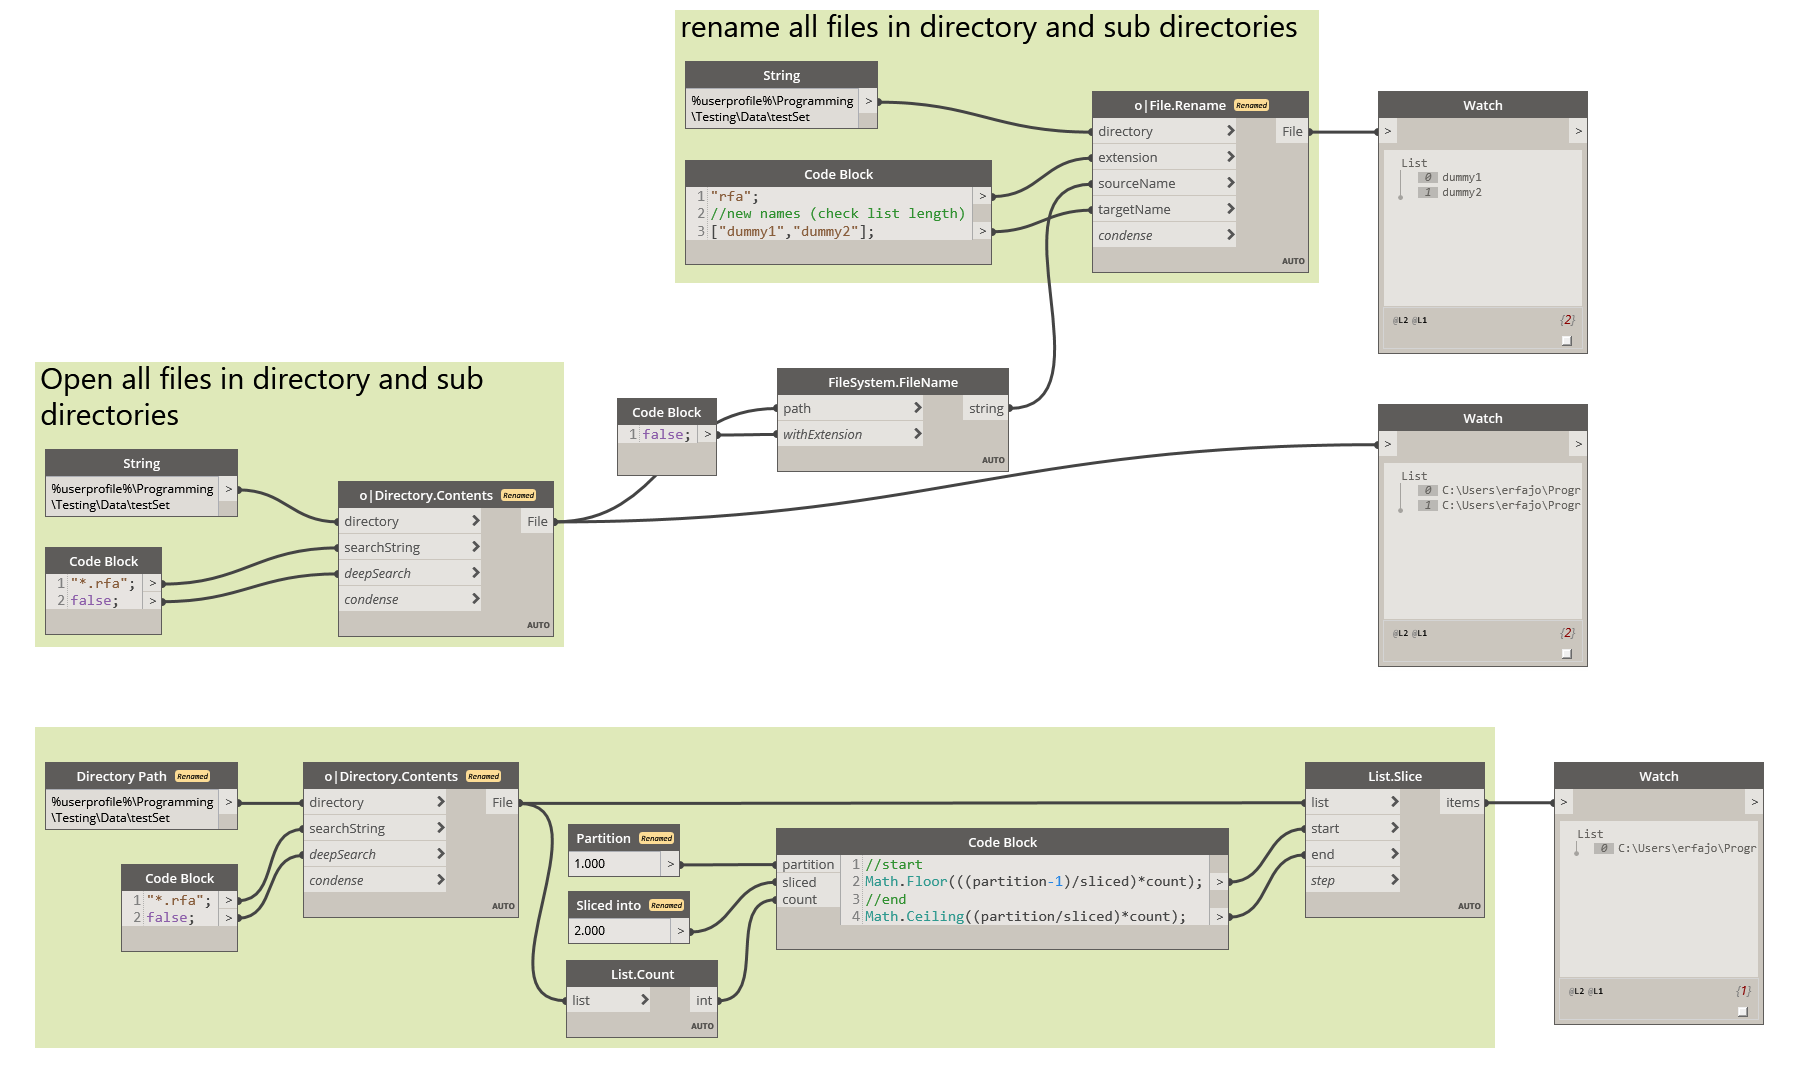 rename all files in directory and sub directories
String
%userprofile%\Programming
\Testing\Data\testSet
>
Code Block
1 "rfa"; >
2 //new names (check list length)
3 ["dummy1","dummy2"]; >
o|File.Rename Renamed
directory > File
extension >
sourceName >
targetName >
condense >
AUTO
Watch
> >
List
0 dummy1
1 dummy2
@L2 @L1 {2}
Open all files in directory and sub
directories
String
%userprofile%\Programming
\Testing\Data\testSet
>
Code Block
1 "*.rfa"; >
2 false; >
o|Directory.Contents Renamed
directory > File
searchString >
deepSearch >
condense >
AUTO
Code Block
1 false; >
FileSystem.FileName
path > string
withExtension >
AUTO
Watch
> >
List
0 C:\Users\erfajo\Progr
1 C:\Users\erfajo\Progr
@L2 @L1 {2}
Directory Path Renamed
%userprofile%\Programming
\Testing\Data\testSet
>
Code Block
1 "*.rfa"; >
2 false; >
o|Directory.Contents Renamed
directory > File
searchString >
deepSearch >
condense >
AUTO
Partition Renamed
1.000 >
Sliced into Renamed
2.000 >
List.Count
list > int
AUTO
Code Block
partition 1 //start
sliced 2 Math.Floor(((partition-1)/sliced)*count); >
count 3 //end
4 Math.Ceiling((partition/sliced)*count); >
List.Slice
list > items
start >
end >
step >
AUTO
Watch
> >
List
0 C:\Users\erfajo\Progr
@L2 @L1 {1}